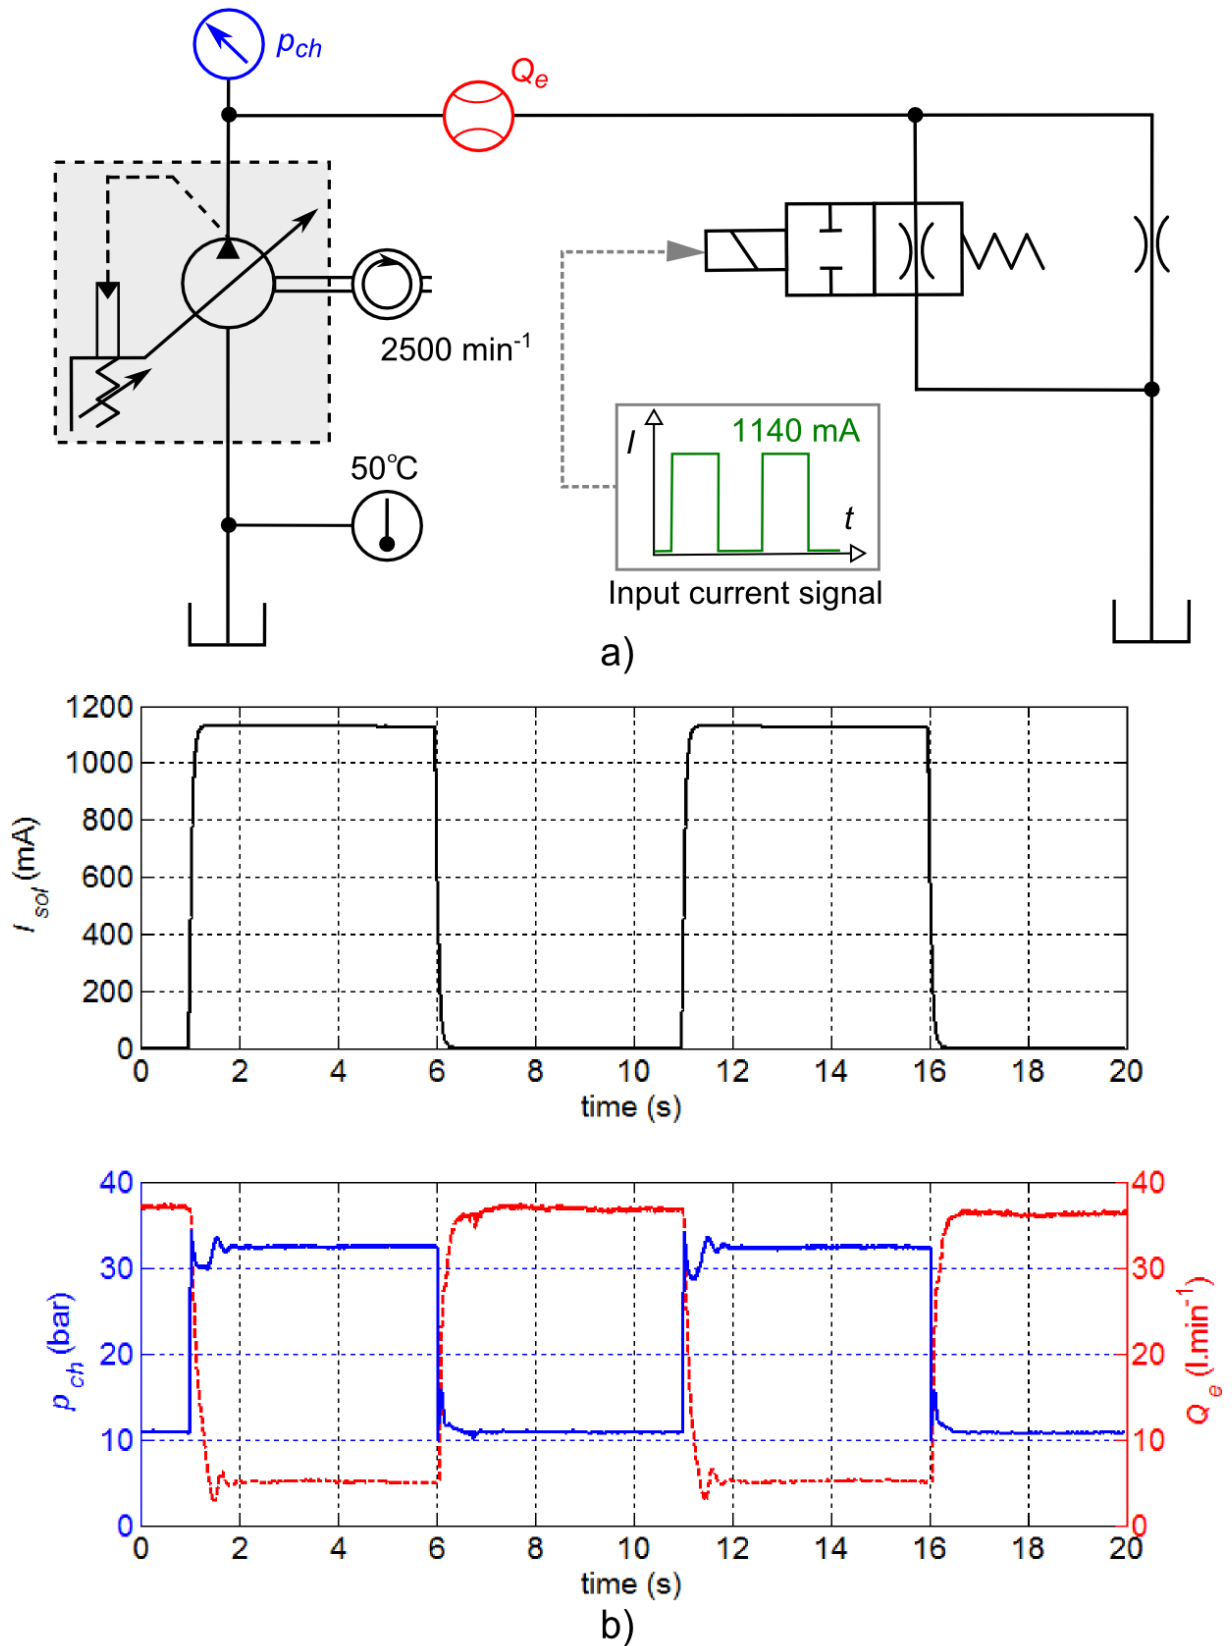 p_ch
Q_e
2500 min⁻¹
50°C
I
1140 mA
t
Input current signal
a)
1200
1000
800
600
400
200
0
I_sol (mA)
0 2 4 6 8 10 12 14 16 18 20
time (s)
40
30
20
10
0
p_ch (bar)
40
30
20
10
0
Q_e (l.min⁻¹)
0 2 4 6 8 10 12 14 16 18 20
time (s)
b)